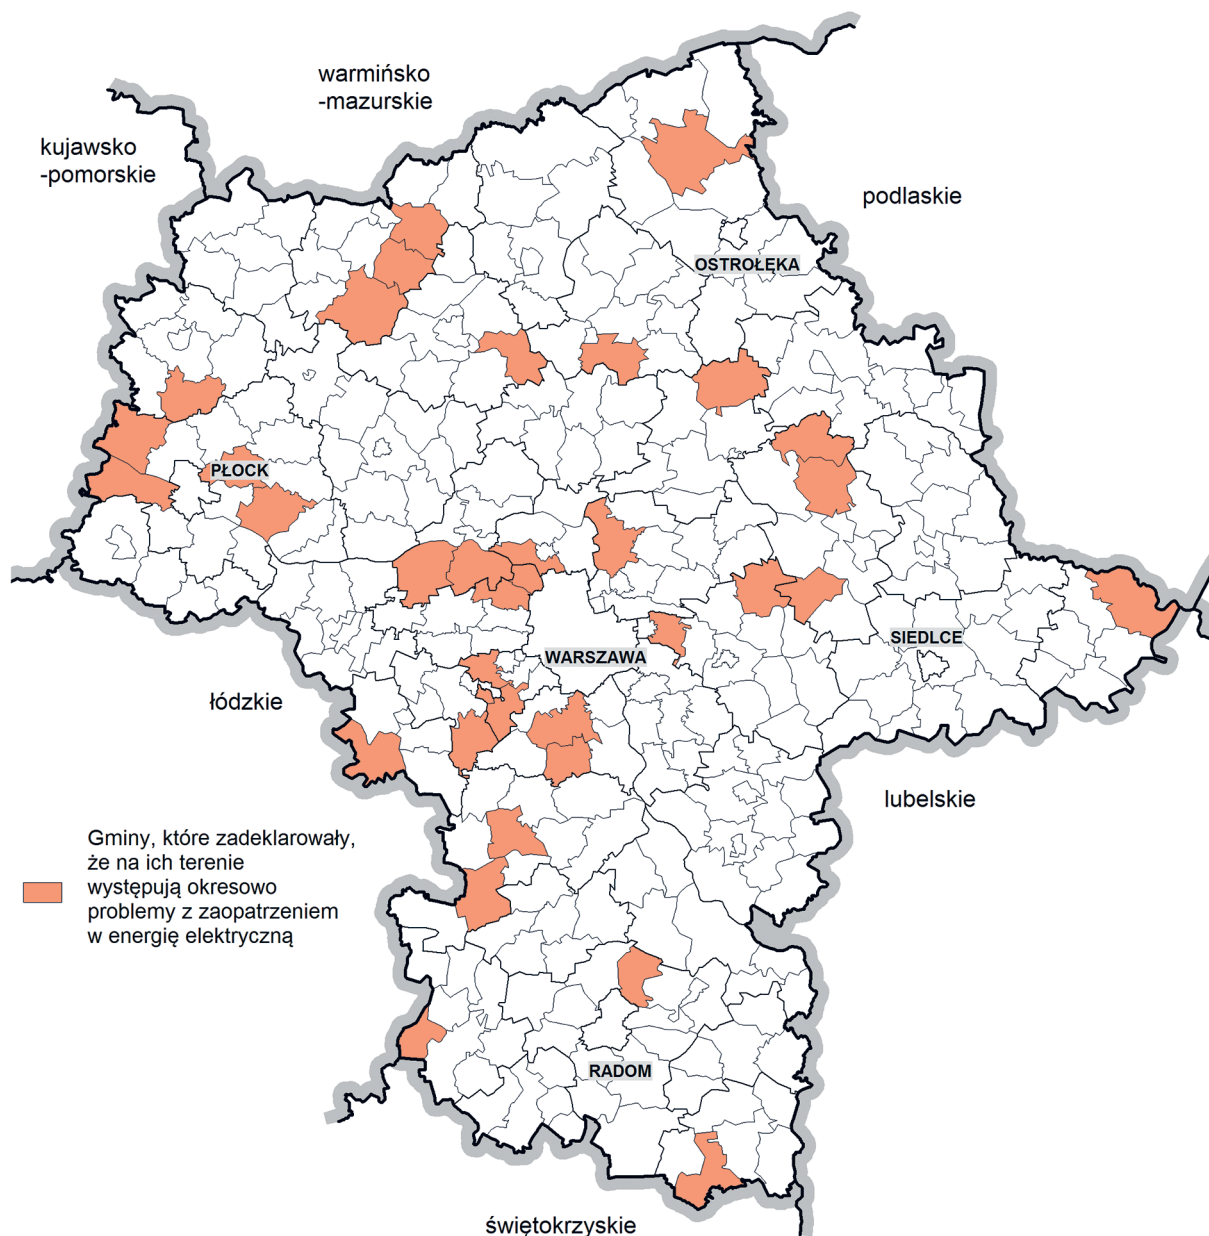 warmińsko
-mazurskie
kujawsko
-pomorskie
podlaskie
OSTROŁĘKA
PŁOCK
SIEDLCE
WARSZAWA
łódzkie
lubelskie
Gminy, które zadeklarowały,
że na ich terenie
występują okresowo
problemy z zaopatrzeniem
w energię elektryczną
RADOM
świętokrzyskie